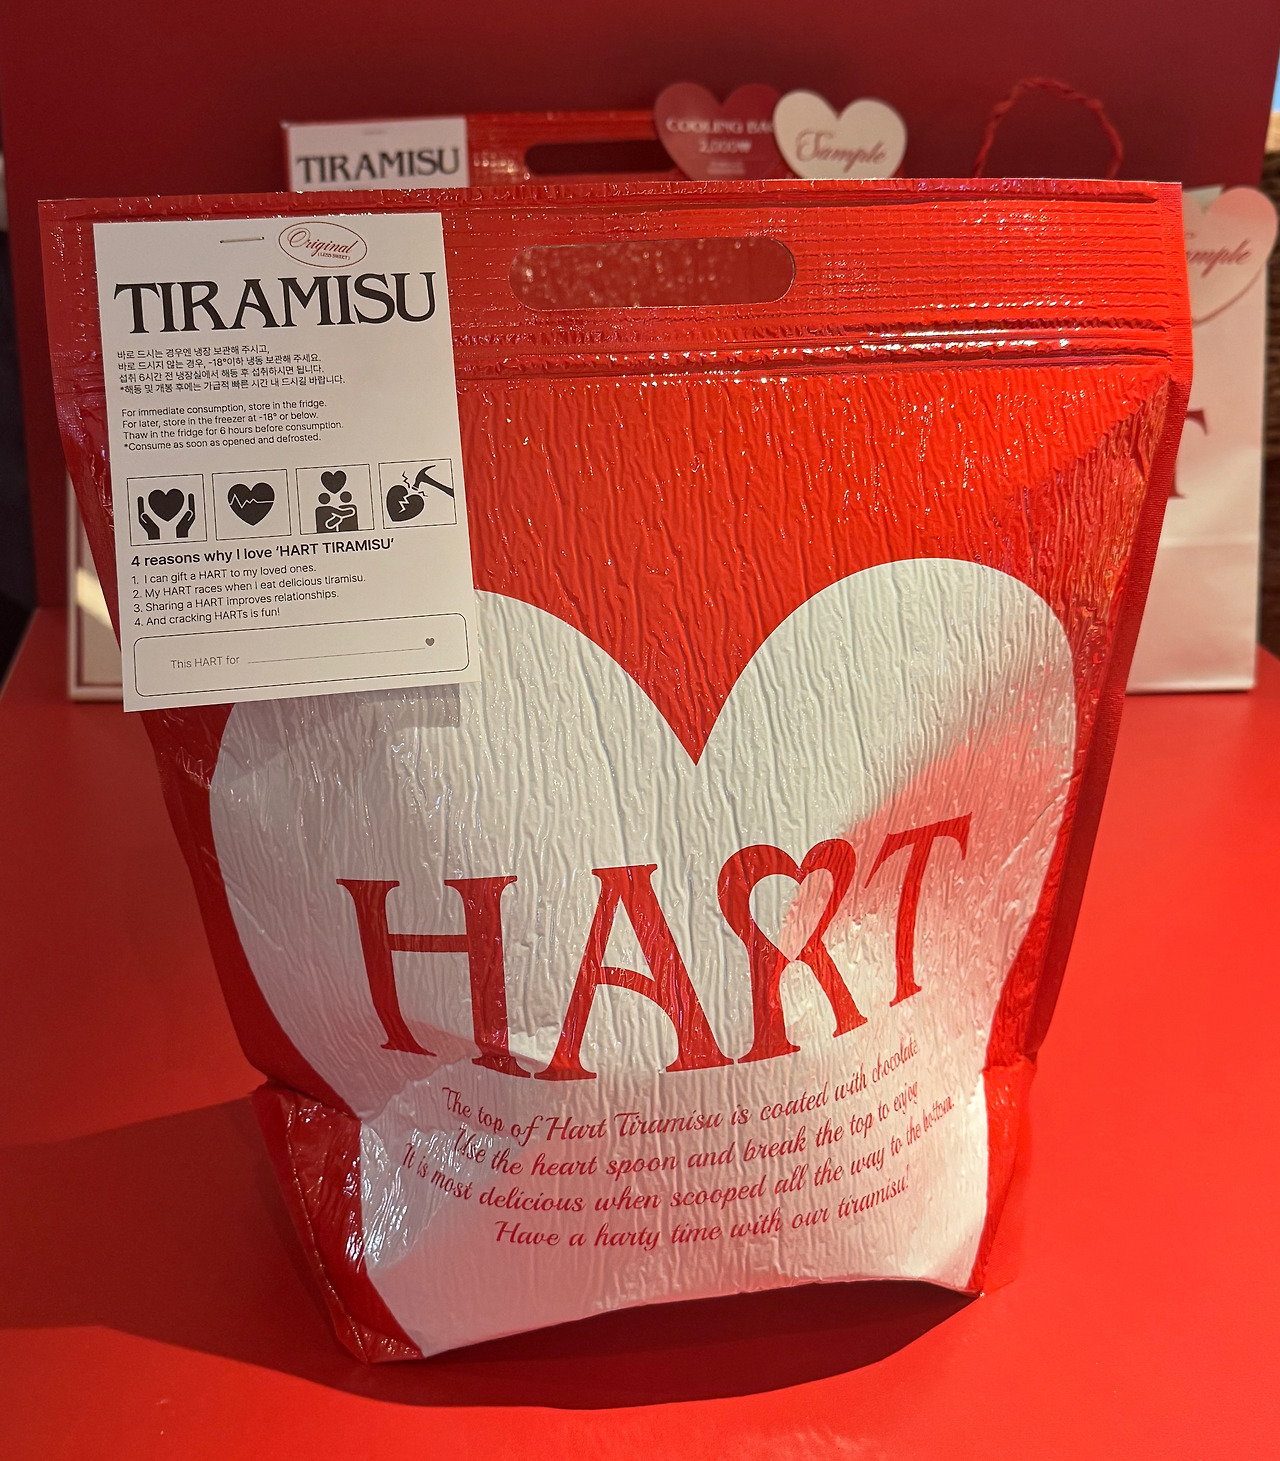 TIRAMISU
COOLING BA
2,000₩
Sample
Original
(LESS SWEET)
TIRAMISU
바로 드시는 경우엔 냉장 보관해 주시고,
바로 드시지 않는 경우, -18°이하 냉동 보관해 주세요.
섭취 6시간 전 냉장실에서 해동 후 섭취하시면 됩니다.
*해동 및 개봉 후에는 가급적 빠른 시간 내 드시길 바랍니다.
For immediate consumption, store in the fridge.
For later, store in the freezer at -18° or below.
Thaw in the fridge for 6 hours before consumption.
*Consume as soon as opened and defrosted.
4 reasons why I love ‘HART TIRAMISU’
1. I can gift a HART to my loved ones.
2. My HART races when I eat delicious tiramisu.
3. Sharing a HART improves relationships.
4. And cracking HARTs is fun!
This HART for
ample
T
HART
The top of Hart Tiramisu is coated with chocolate.
Use the heart spoon and break the top to enjoy.
It is most delicious when scooped all the way to the bottom.
Have a harty time with our tiramisu!